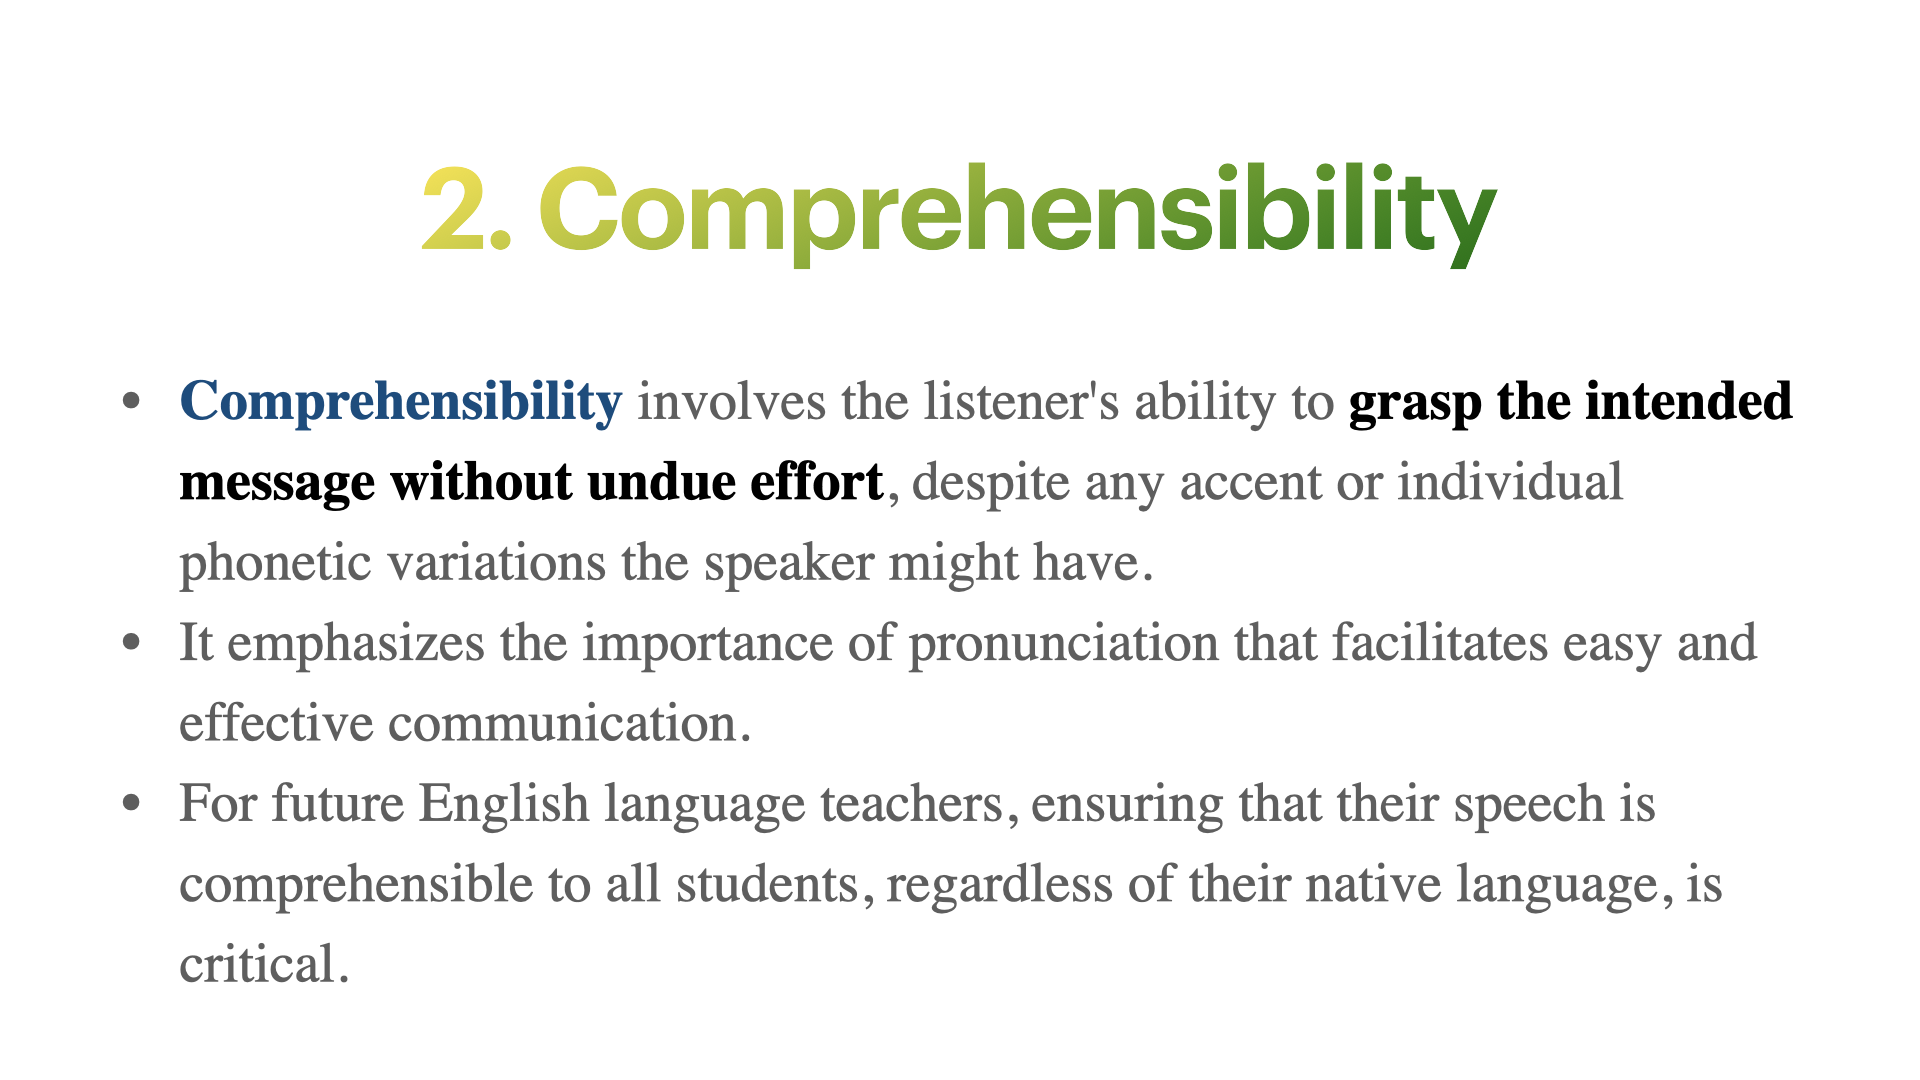 2. Comprehensibility
• Comprehensibility involves the listener's ability to grasp the intended
message without undue effort, despite any accent or individual
phonetic variations the speaker might have.
• It emphasizes the importance of pronunciation that facilitates easy and
effective communication.
• For future English language teachers, ensuring that their speech is
comprehensible to all students, regardless of their native language, is
critical.